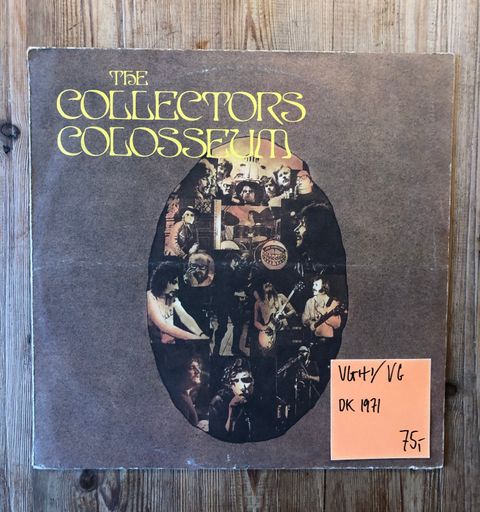 THE
COLLECTORS
COLOSSEUM
VG+/VG
DK 1971
75,-